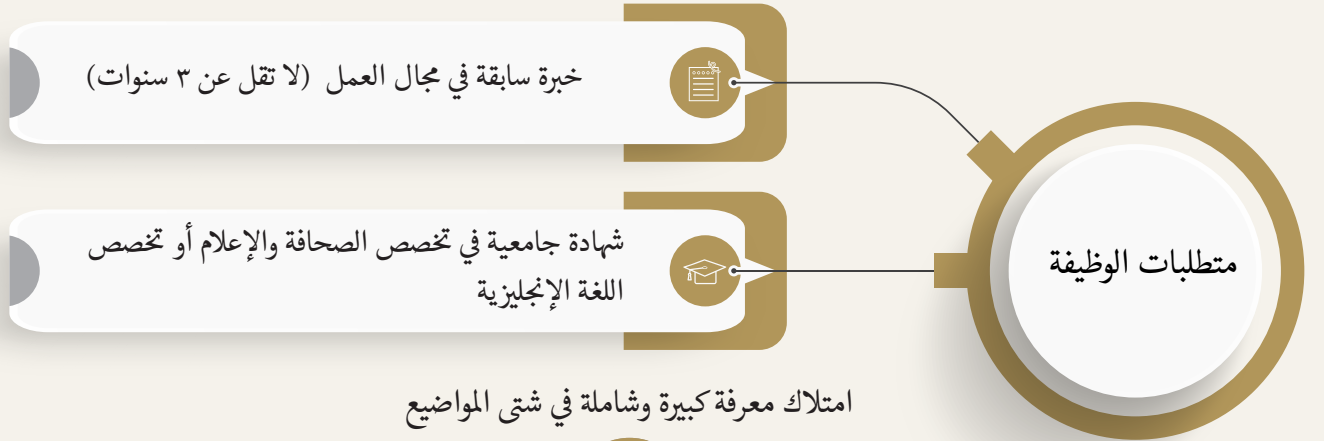 متطلبات الوظيفة
خبرة سابقة في مجال العمل (لا تقل عن ٣ سنوات)
شهادة جامعية في تخصص الصحافة والإعلام أو تخصص
اللغة الإنجليزية
امتلاك معرفة كبيرة وشاملة في شتى المواضيع